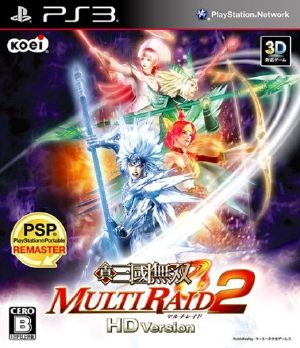 PS3
PlayStation®Network
KOEI
3D
対応ゲーム
PSP®
PlayStation®Portable
REMASTER
真・三國無双
MULTI RAID 2
マルチレイド
HD Version
CERO
B